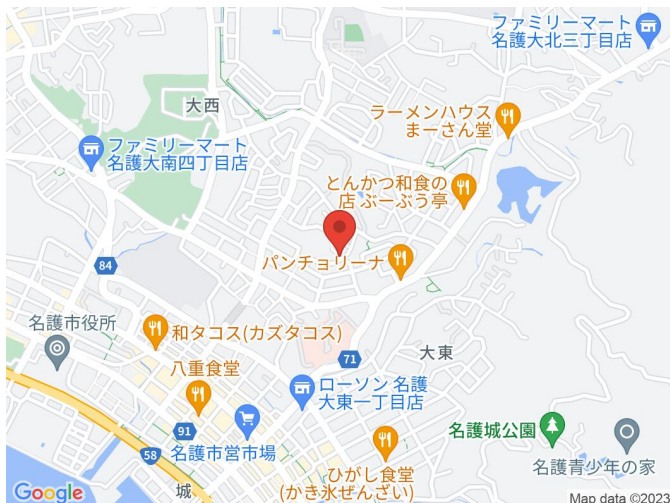 ファミリーマート
名護大北三丁目店
大西
ラーメンハウス
まーさん堂
ファミリーマート
名護大南四丁目店
とんかつ和食の
店 ぶーぶう亭
パンチョリーナ
84
名護市役所
和タコス(カズタコス)
71
大東
八重食堂
ローソン 名護
大東一丁目店
91
名護市営市場
58
名護城公園
名護青少年の家
城
ひがし食堂
(かき氷ぜんざい)
Google
Map data ©2023